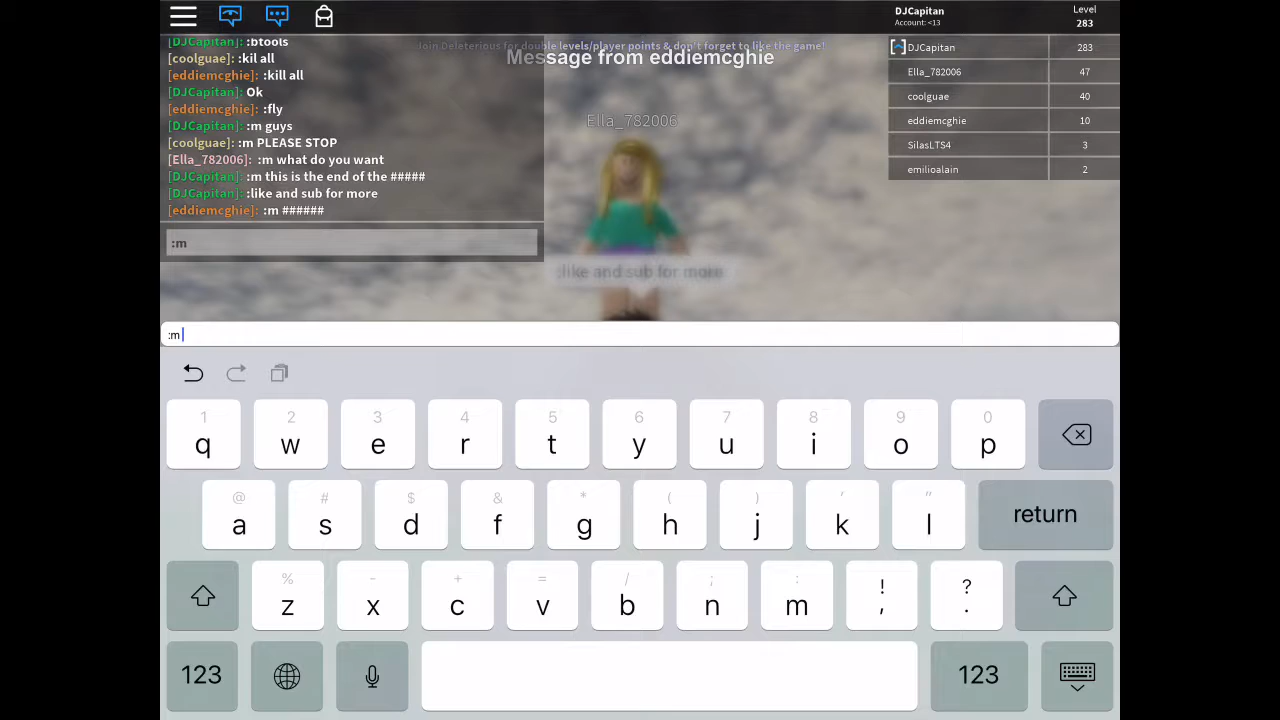 DJCapitan
Account: <13
Level
283
Join Deleterious for double levels/player points & don't forget to like the game!
Message from eddiemcghie
[DJCapitan]: :btools
[coolguae]: :kil all
[eddiemcghie]: :kill all
[DJCapitan]: Ok
[eddiemcghie]: :fly
[DJCapitan]: :m guys
[coolguae]: :m PLEASE STOP
[Ella_782006]: :m what do you want
[DJCapitan]: :m this is the end of the #####
[DJCapitan]: :like and sub for more
[eddiemcghie]: :m ######
:m
DJCapitan 283
Ella_782006 47
coolguae 40
eddiemcghie 10
SilasLTS4 3
emilioalain 2
Ella_782006
:like and sub for more
:m
1 2 3 4 5 6 7 8 9 0
q w e r t y u i o p
@ # $ & * ( ) ' "
a s d f g h j k l return
% - + = / ; : ! ?
z x c v b n m , .
123 123